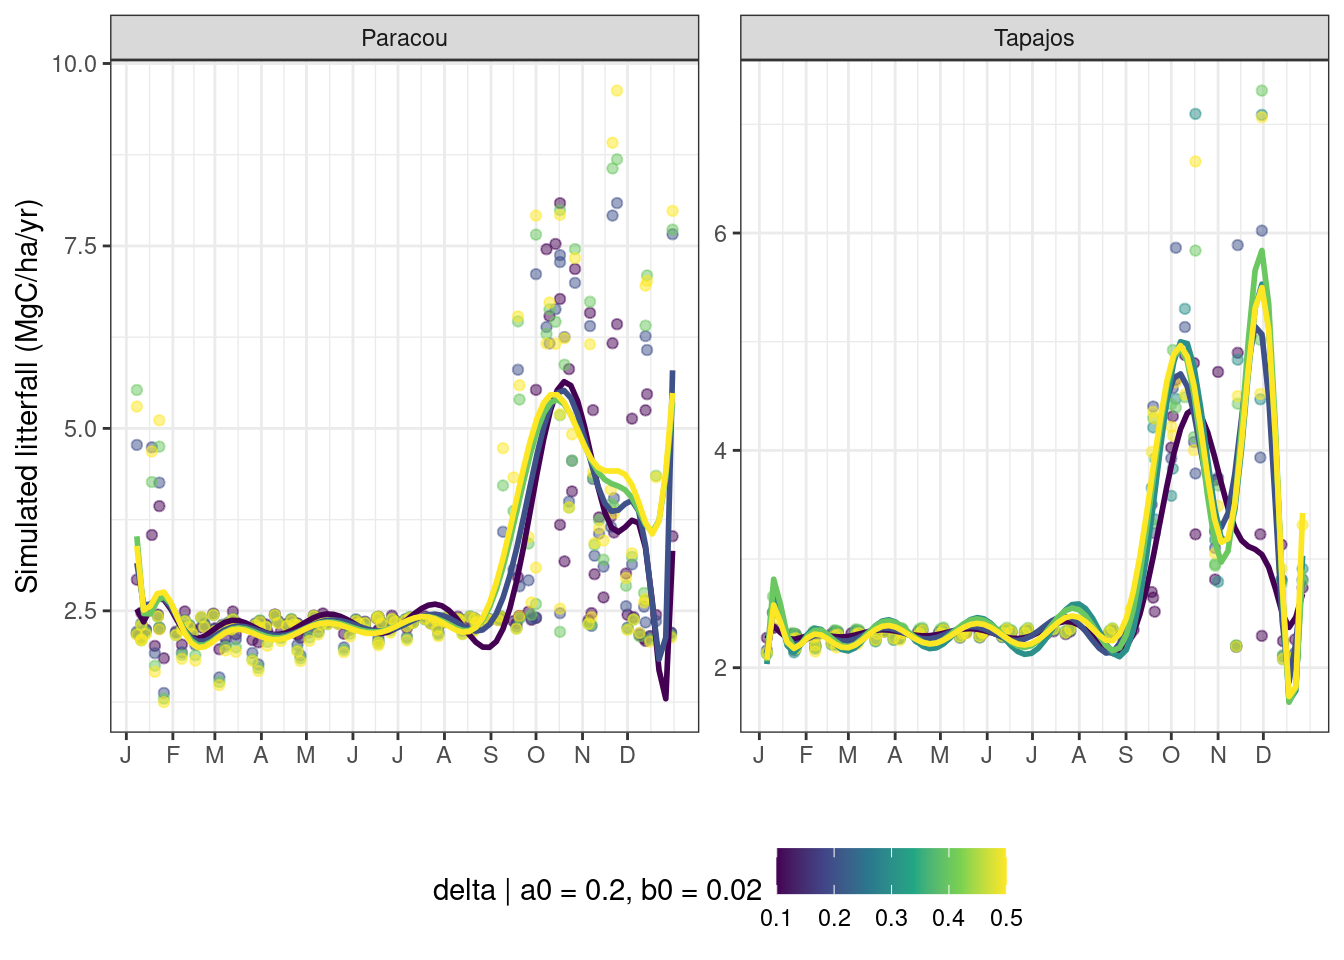 Paracou
Tapajos
Simulated litterfall (MgC/ha/yr)
10.0
7.5
5.0
2.5
6
4
2
J F M A M J J A S O N D
J F M A M J J A S O N D
delta | a0 = 0.2, b0 = 0.02
0.1 0.2 0.3 0.4 0.5